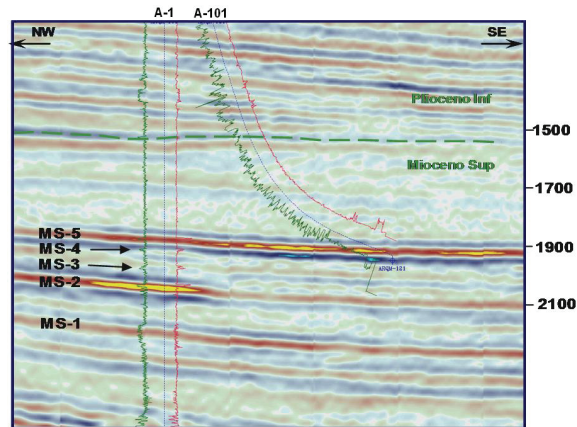 A-1 A-101
NW SE
Plioceno Inf
1500
Mioceno Sup
1700
MS-5
1900
MS-4
MS-3
MS-2
2100
MS-1